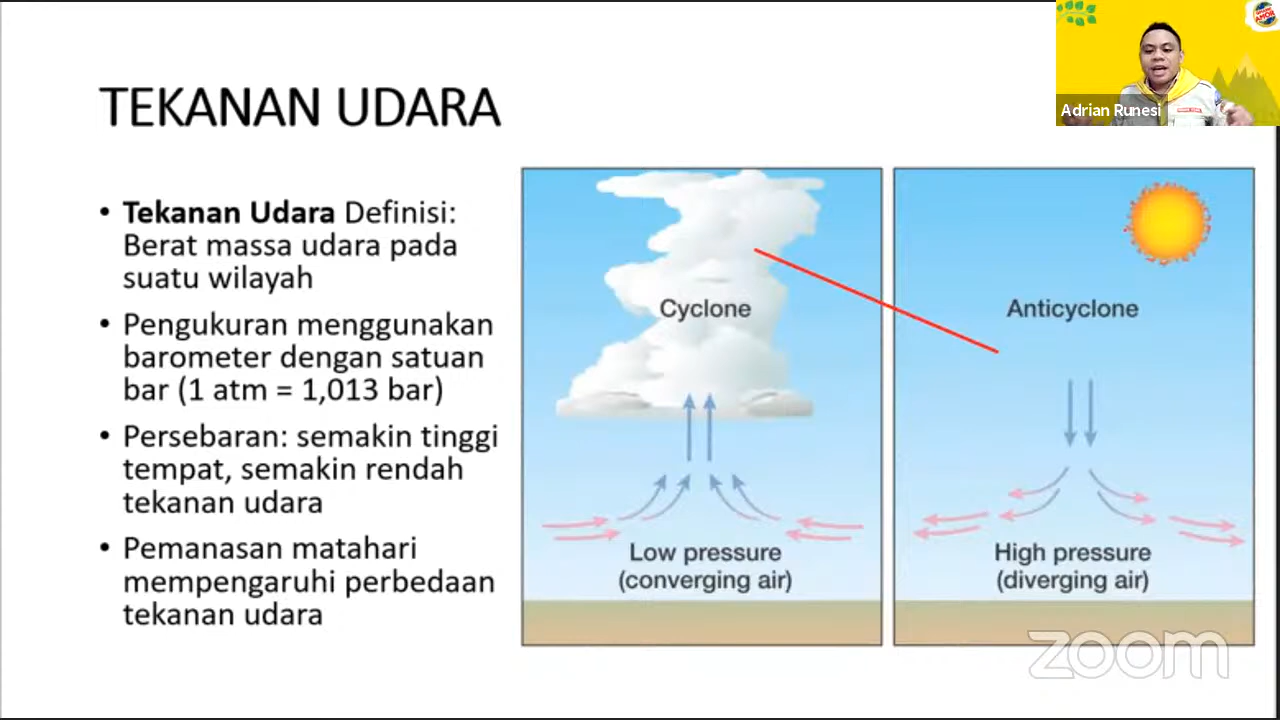 TEKANAN UDARA
Adrian Runesi
• Tekanan Udara Definisi:
Berat massa udara pada
suatu wilayah
• Pengukuran menggunakan
barometer dengan satuan
bar (1 atm = 1,013 bar)
• Persebaran: semakin tinggi
tempat, semakin rendah
tekanan udara
• Pemanasan matahari
mempengaruhi perbedaan
tekanan udara
Cyclone
Low pressure
(converging air)
Anticyclone
High pressure
(diverging air)
zoom